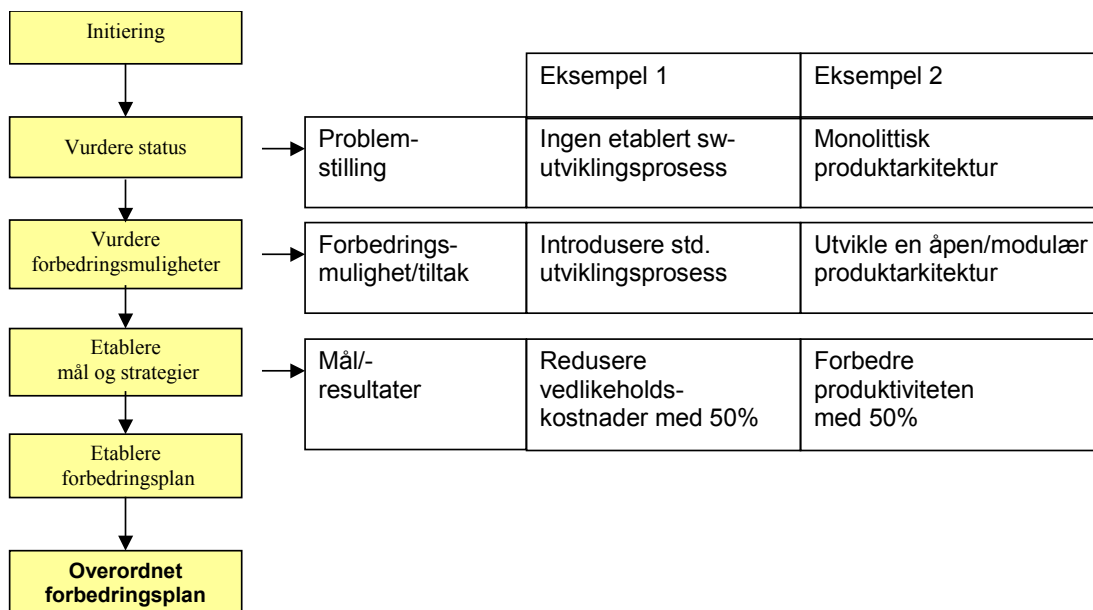 Initiering
Eksempel 1
Eksempel 2
Vurdere status
Problem-
stilling
Ingen etablert sw-
utviklingsprosess
Monolittisk
produktarkitektur
Vurdere
forbedringsmuligheter
Forbedrings-
mulighet/tiltak
Introdusere std.
utviklingsprosess
Utvikle en åpen/modulær
produktarkitektur
Etablere
mål og strategier
Mål/-
resultater
Redusere
vedlikeholds-
kostnader med 50%
Forbedre
produktiviteten
med 50%
Etablere
forbedringsplan
Overordnet
forbedringsplan